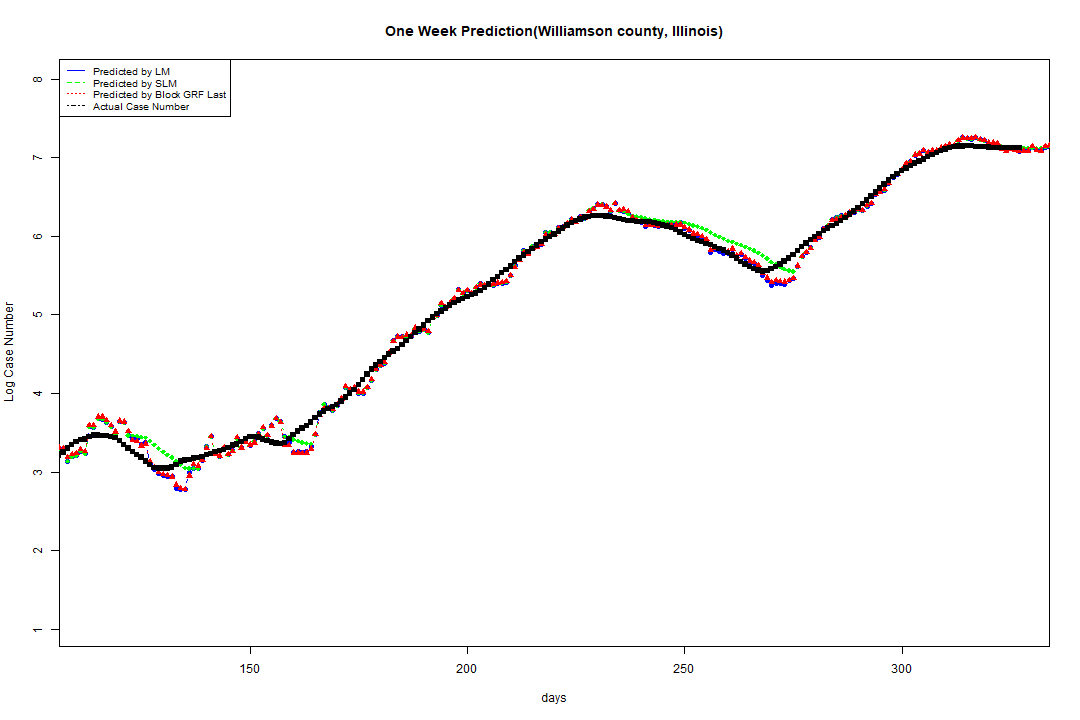 One Week Prediction(Williamson county, Illinois)
Predicted by LM
Predicted by SLM
Predicted by Block GRF Last
Actual Case Number
8
7
6
5
4
3
2
1
Log Case Number
150 200 250 300
days